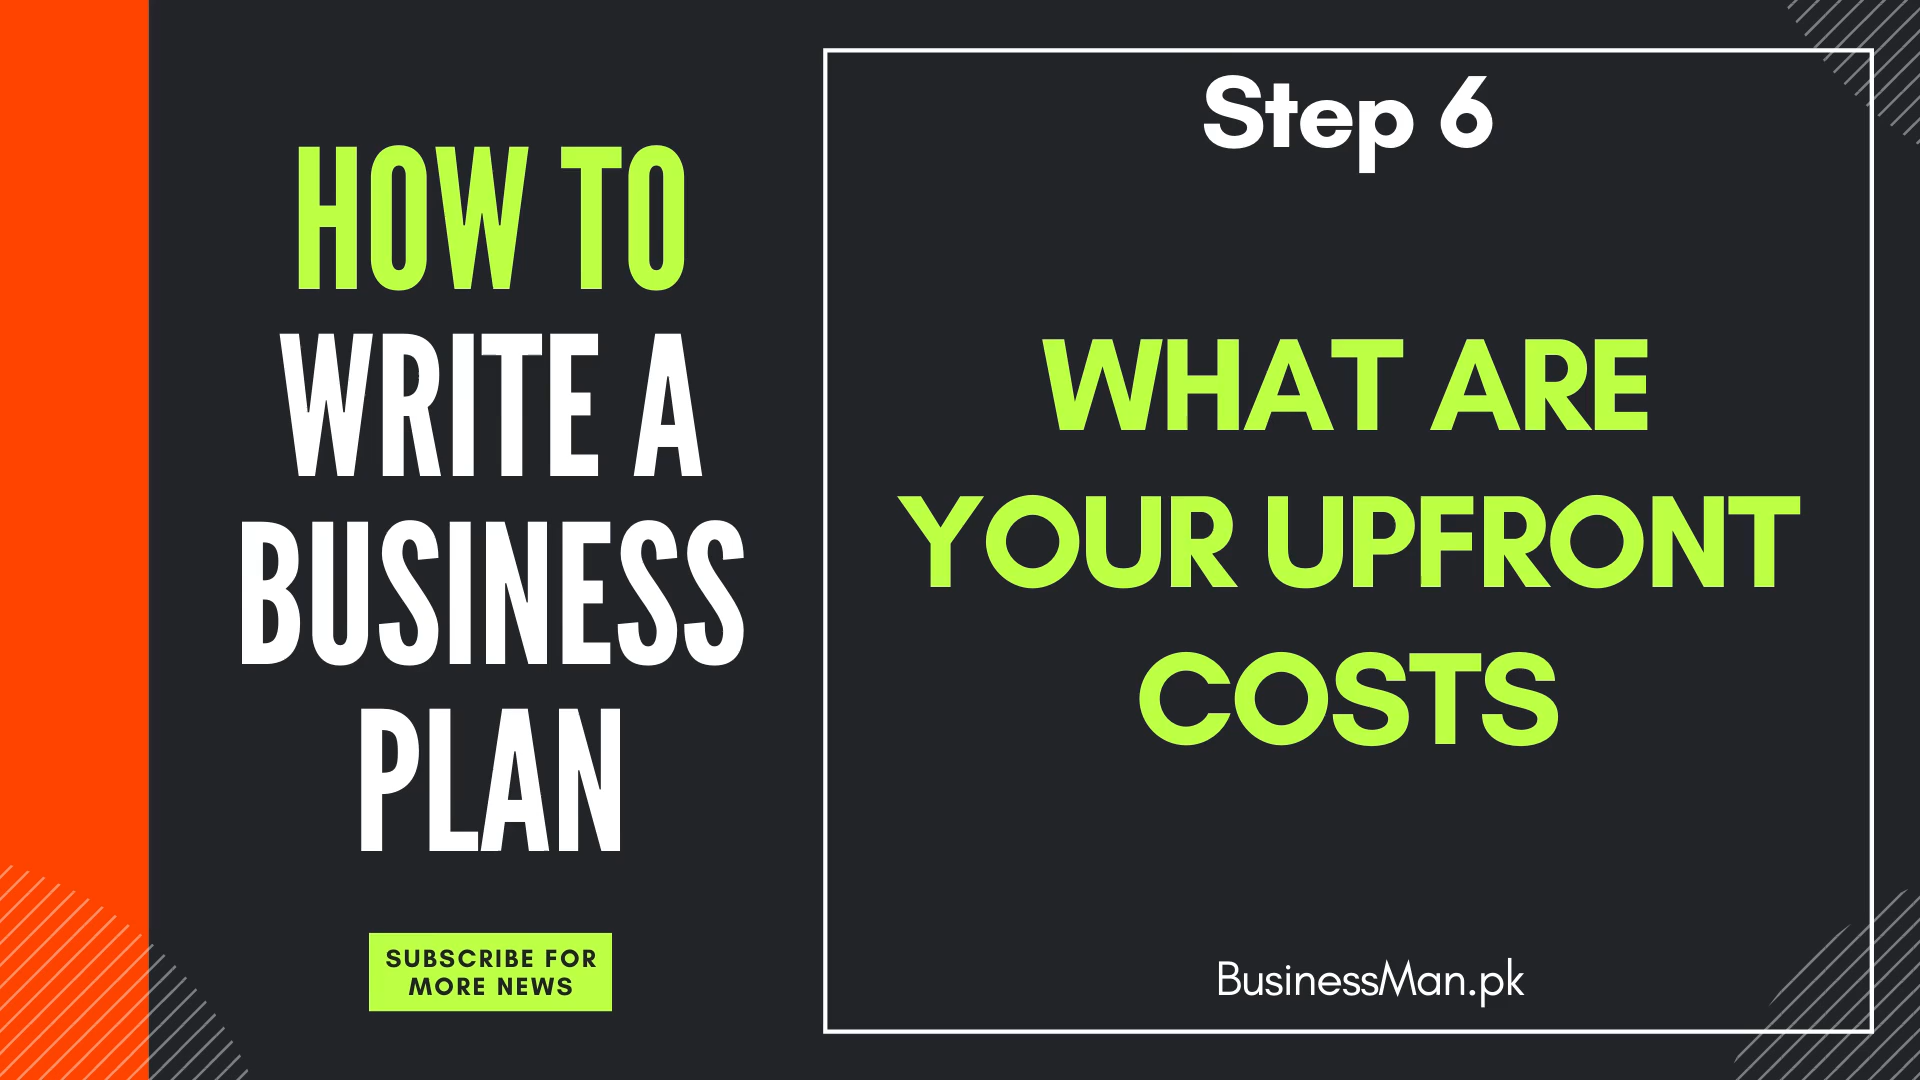 HOW TO
WRITE A
BUSINESS
PLAN
SUBSCRIBE FOR
MORE NEWS
Step 6
WHAT ARE
YOUR UPFRONT
COSTS
BusinessMan.pk